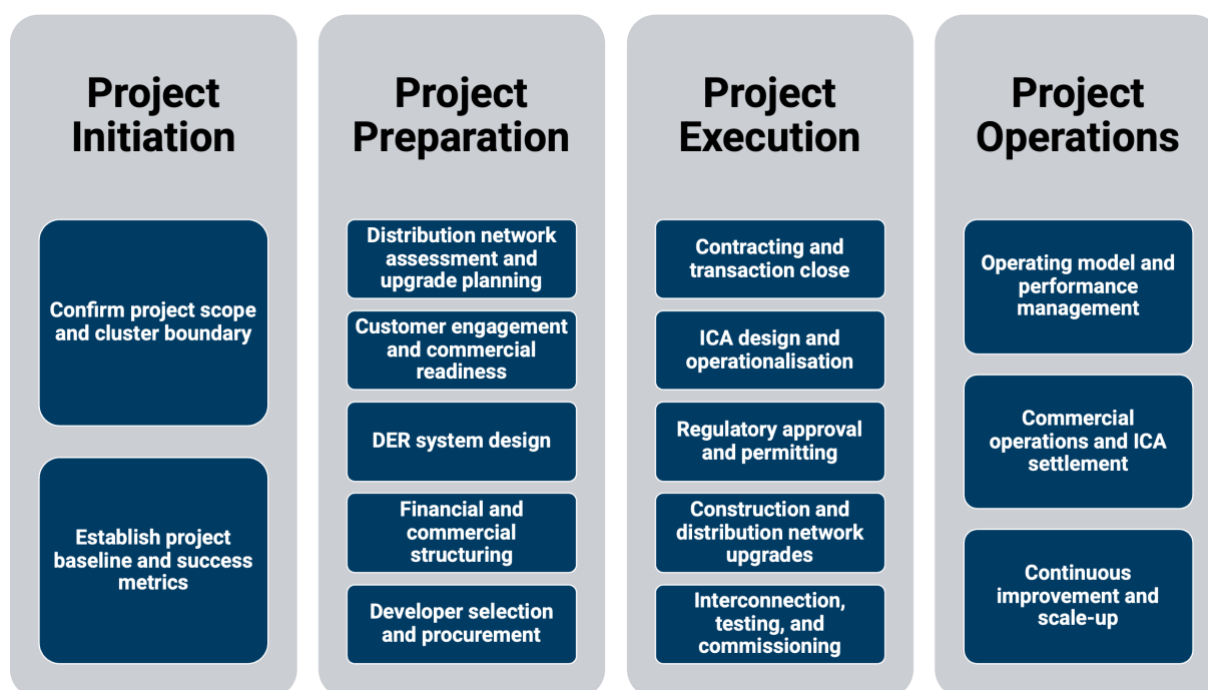 Project
Initiation
Confirm project scope
and cluster boundary
Establish project
baseline and success
metrics
Project
Preparation
Distribution network
assessment and
upgrade planning
Customer engagement
and commercial
readiness
DER system design
Financial and
commercial
structuring
Developer selection
and procurement
Project
Execution
Contracting and
transaction close
ICA design and
operationalisation
Regulatory approval
and permitting
Construction and
distribution network
upgrades
Interconnection,
testing, and
commissioning
Project
Operations
Operating model and
performance
management
Commercial
operations and ICA
settlement
Continuous
improvement and
scale-up